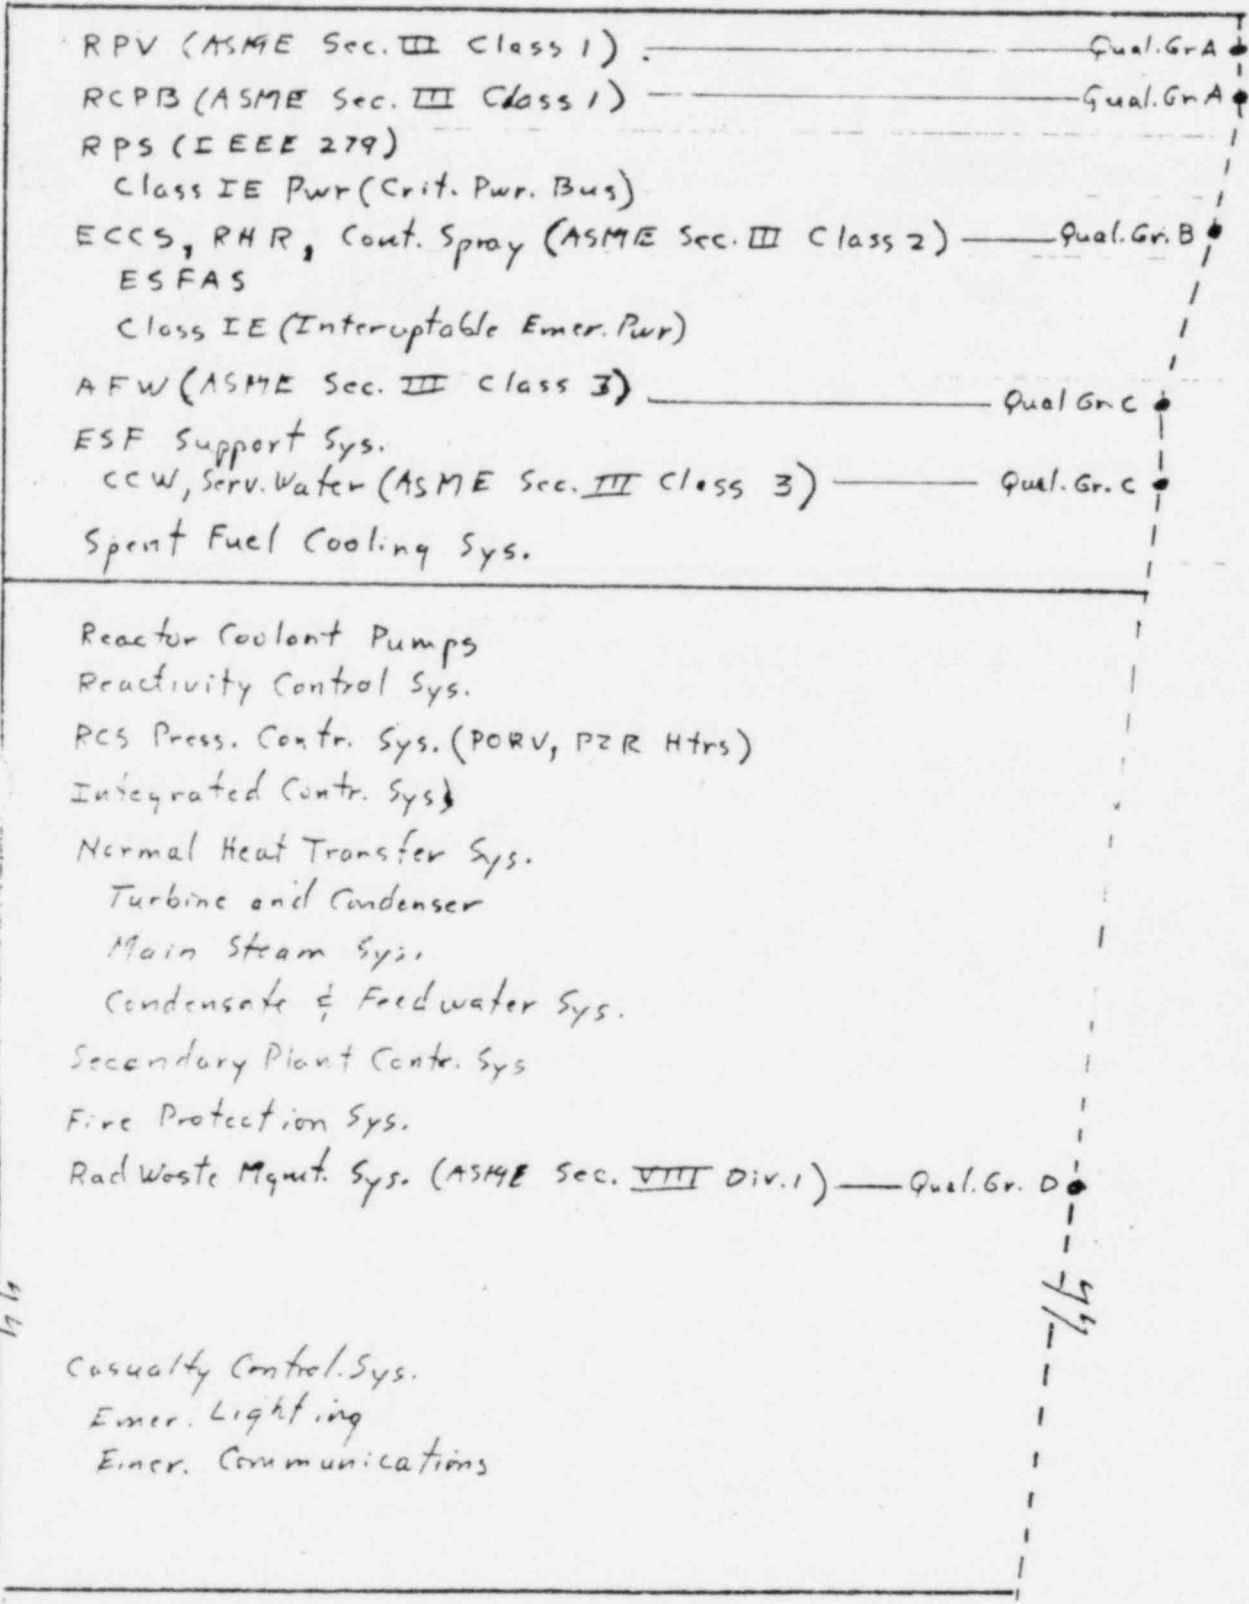 RPV (ASME Sec. III Class 1). Qual.Gr A
RCPB (ASME Sec. III Class 1) Qual.Gr A
RPS (IEEE 279)
Class IE Pwr (Crit. Pwr. Bus)
ECCS, RHR, Cont. Spray (ASME Sec. III Class 2) Qual.Gr. B
ESFAS
Class IE (Interuptable Emer. Pwr)
AFW (ASME Sec. III Class 3) Qual Gr. C
ESF Support Sys.
CCW, Serv. Water (ASME Sec. III Class 3) Qual. Gr. C
Spent Fuel Cooling Sys.
Reactor Coolant Pumps
Reactivity Control Sys.
RCS Press. Contr. Sys. (PORV, PZR Htrs)
Integrated Contr. Sys)
Normal Heat Transfer Sys.
Turbine and Condenser
Main Steam Sys.
Condensate & Feedwater Sys.
Secondary Plant Contr. Sys
Fire Protection Sys.
Rad Waste Mgmt. Sys. (ASME Sec. VIII Div. 1) Qual. Gr. D
Casualty Control. Sys.
Emer. Lighting
Emer. Communications